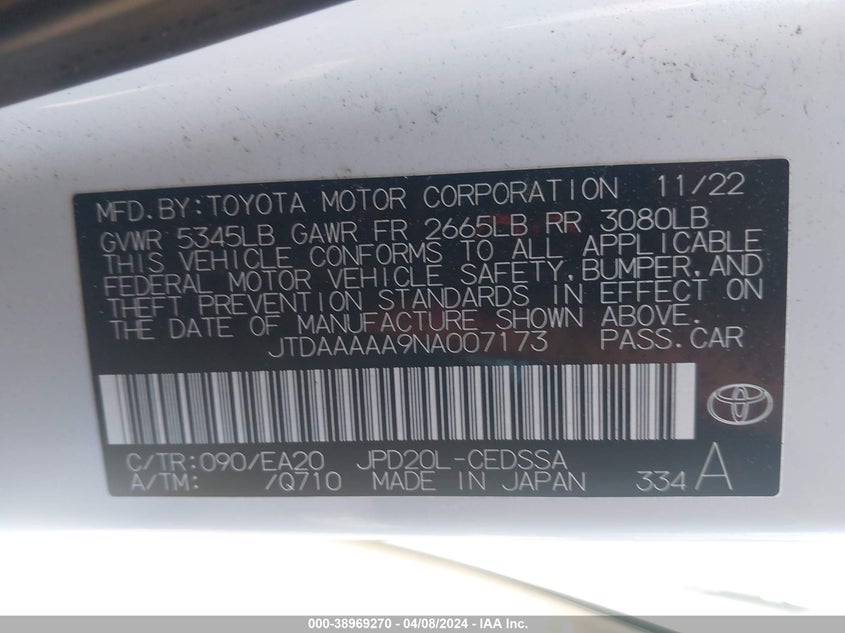 MFD.BY:TOYOTA MOTOR CORPORATION 11/22
GVWR 5345LB GAWR FR 2665LB RR 3080LB
THIS VEHICLE CONFORMS TO ALL APPLICABLE
FEDERAL MOTOR VEHICLE SAFETY,BUMPER,AND
THEFT PREVENTION STANDARDS IN EFFECT ON
THE DATE OF MANUFACTURE SHOWN ABOVE.
JTDAAAAA9NA007173 PASS.CAR
C/TR:090/EA20 JPD20L-CEDSSA
A/TM: /Q710 MADE IN JAPAN 334 A
000-38969270 - 04/08/2024 - IAA Inc.